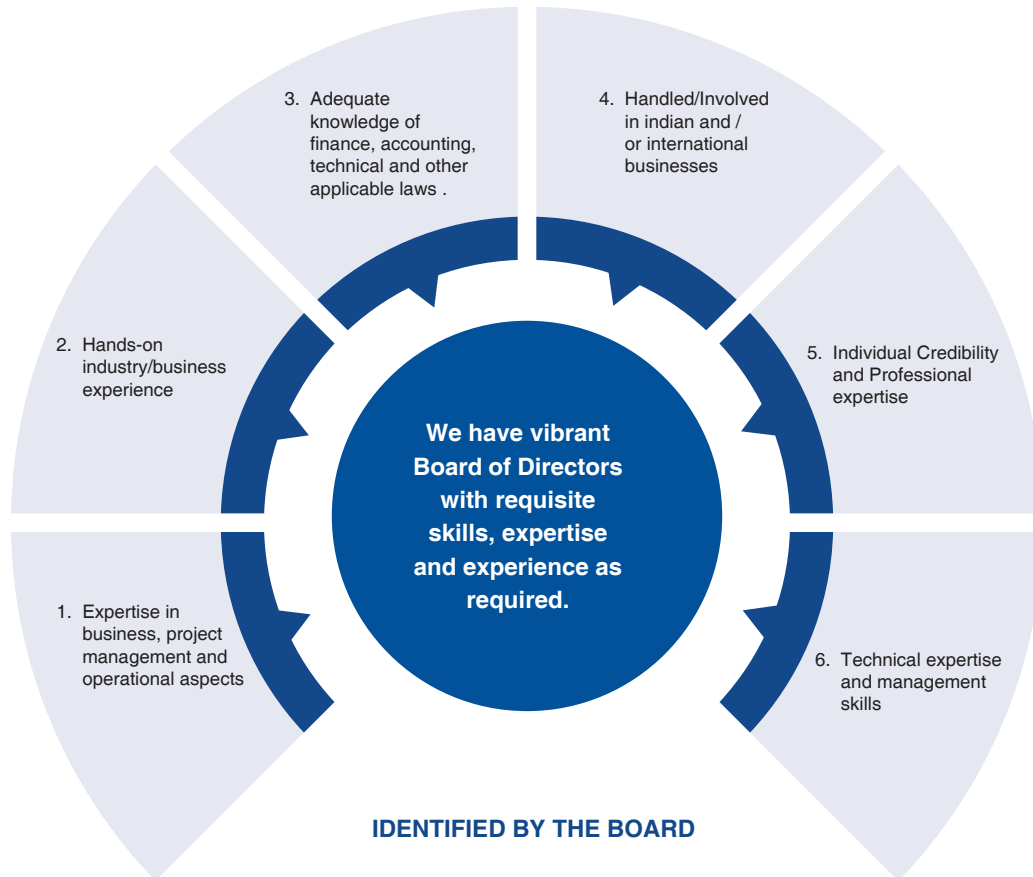 1. Expertise in
business, project
management and
operational aspects
2. Hands-on
industry/business
experience
3. Adequate
knowledge of
finance, accounting,
technical and other
applicable laws .
4. Handled/Involved
in indian and /
or international
businesses
5. Individual Credibility
and Professional
expertise
6. Technical expertise
and management
skills
We have vibrant
Board of Directors
with requisite
skills, expertise
and experience as
required.
IDENTIFIED BY THE BOARD